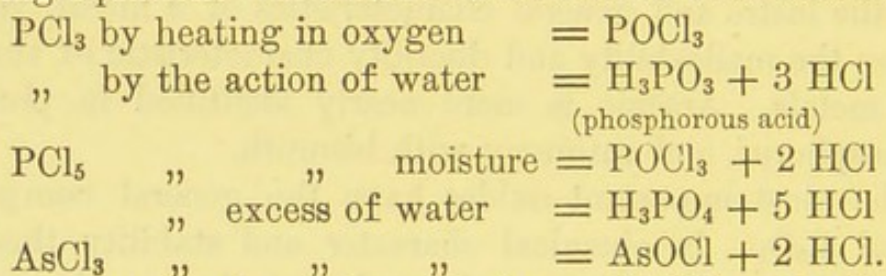 PCl₃ by heating in oxygen = POCl₃
„ by the action of water = H₃PO₃ + 3 HCl
(phosphorous acid)
PCl₅ „ „ moisture = POCl₃ + 2 HCl
„ excess of water = H₃PO₄ + 5 HCl
AsCl₃ „ „ „ = AsOCl + 2 HCl.